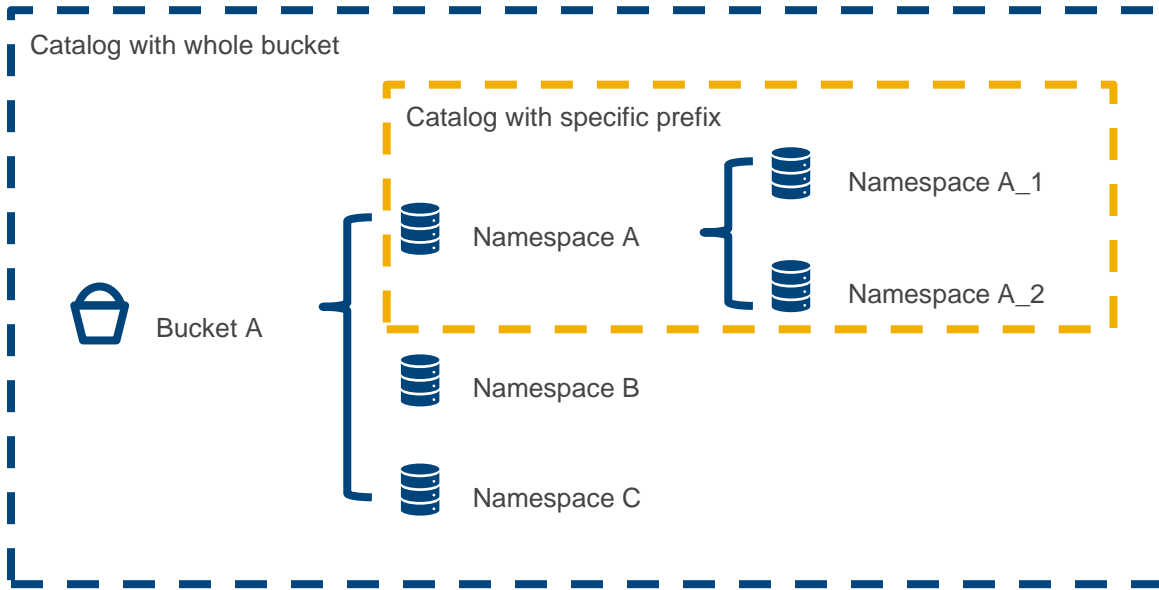 Catalog with whole bucket
Catalog with specific prefix
Namespace A_1
Namespace A
Namespace A_2
Bucket A
Namespace B
Namespace C